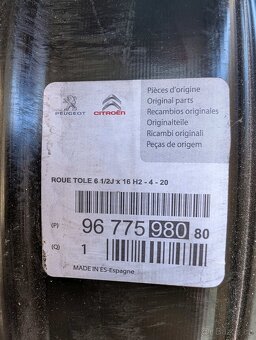 PEUGEOT
CITROËN
Pièces d'origine
Original parts
Recambios originales
Originalteile
Ricambi originali
Peças de origem
ROUE TOLE 6 1/2J x 16 H2 - 4 - 20
(P) 96 775 980 80
(Q) 1
MADE IN ES-Espagne